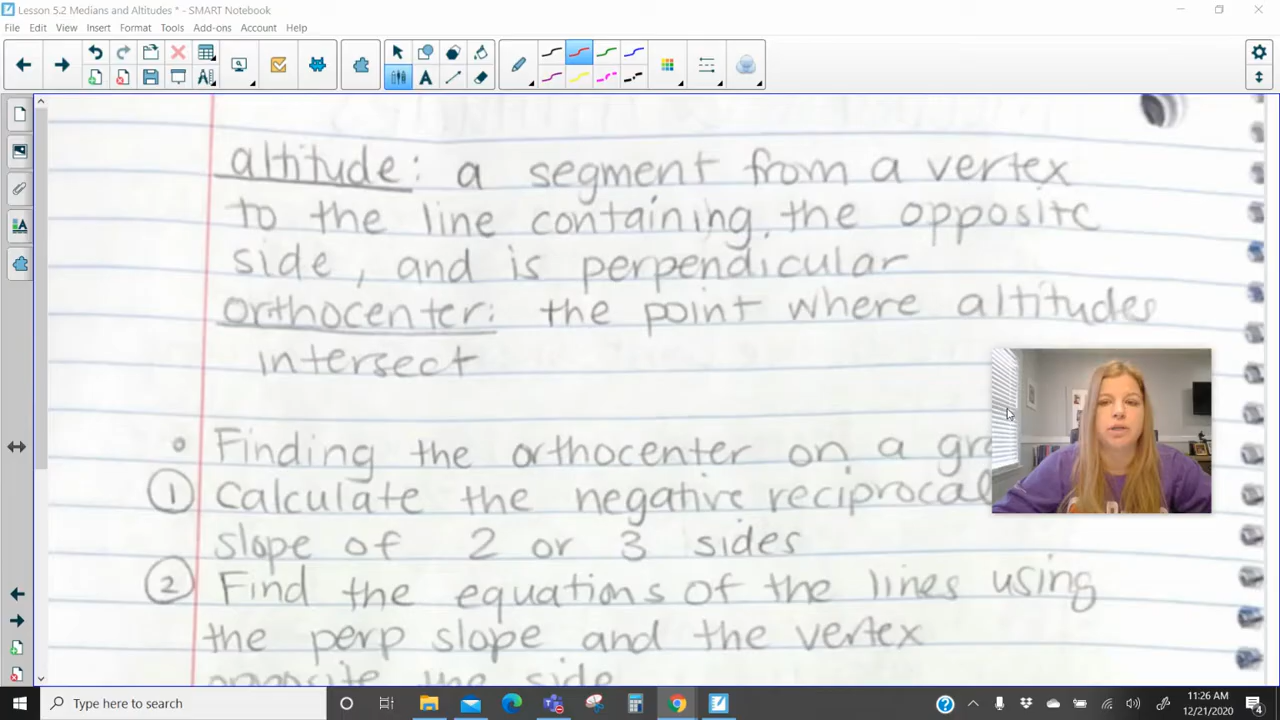 Lesson 5.2 Medians and Altitudes * - SMART Notebook
File Edit View Insert Format Tools Add-ons Account Help
altitude: a segment from a vertex
to the line containing the opposite
side, and is perpendicular
orthocenter: the point where altitudes
intersect
Finding the orthocenter on a
① Calculate the negative reciprocal
slope of 2 or 3 sides
② Find the equations of the lines using
the perp slope and the vertex
opposite the side
Type here to search
11:26 AM
12/21/2020
4